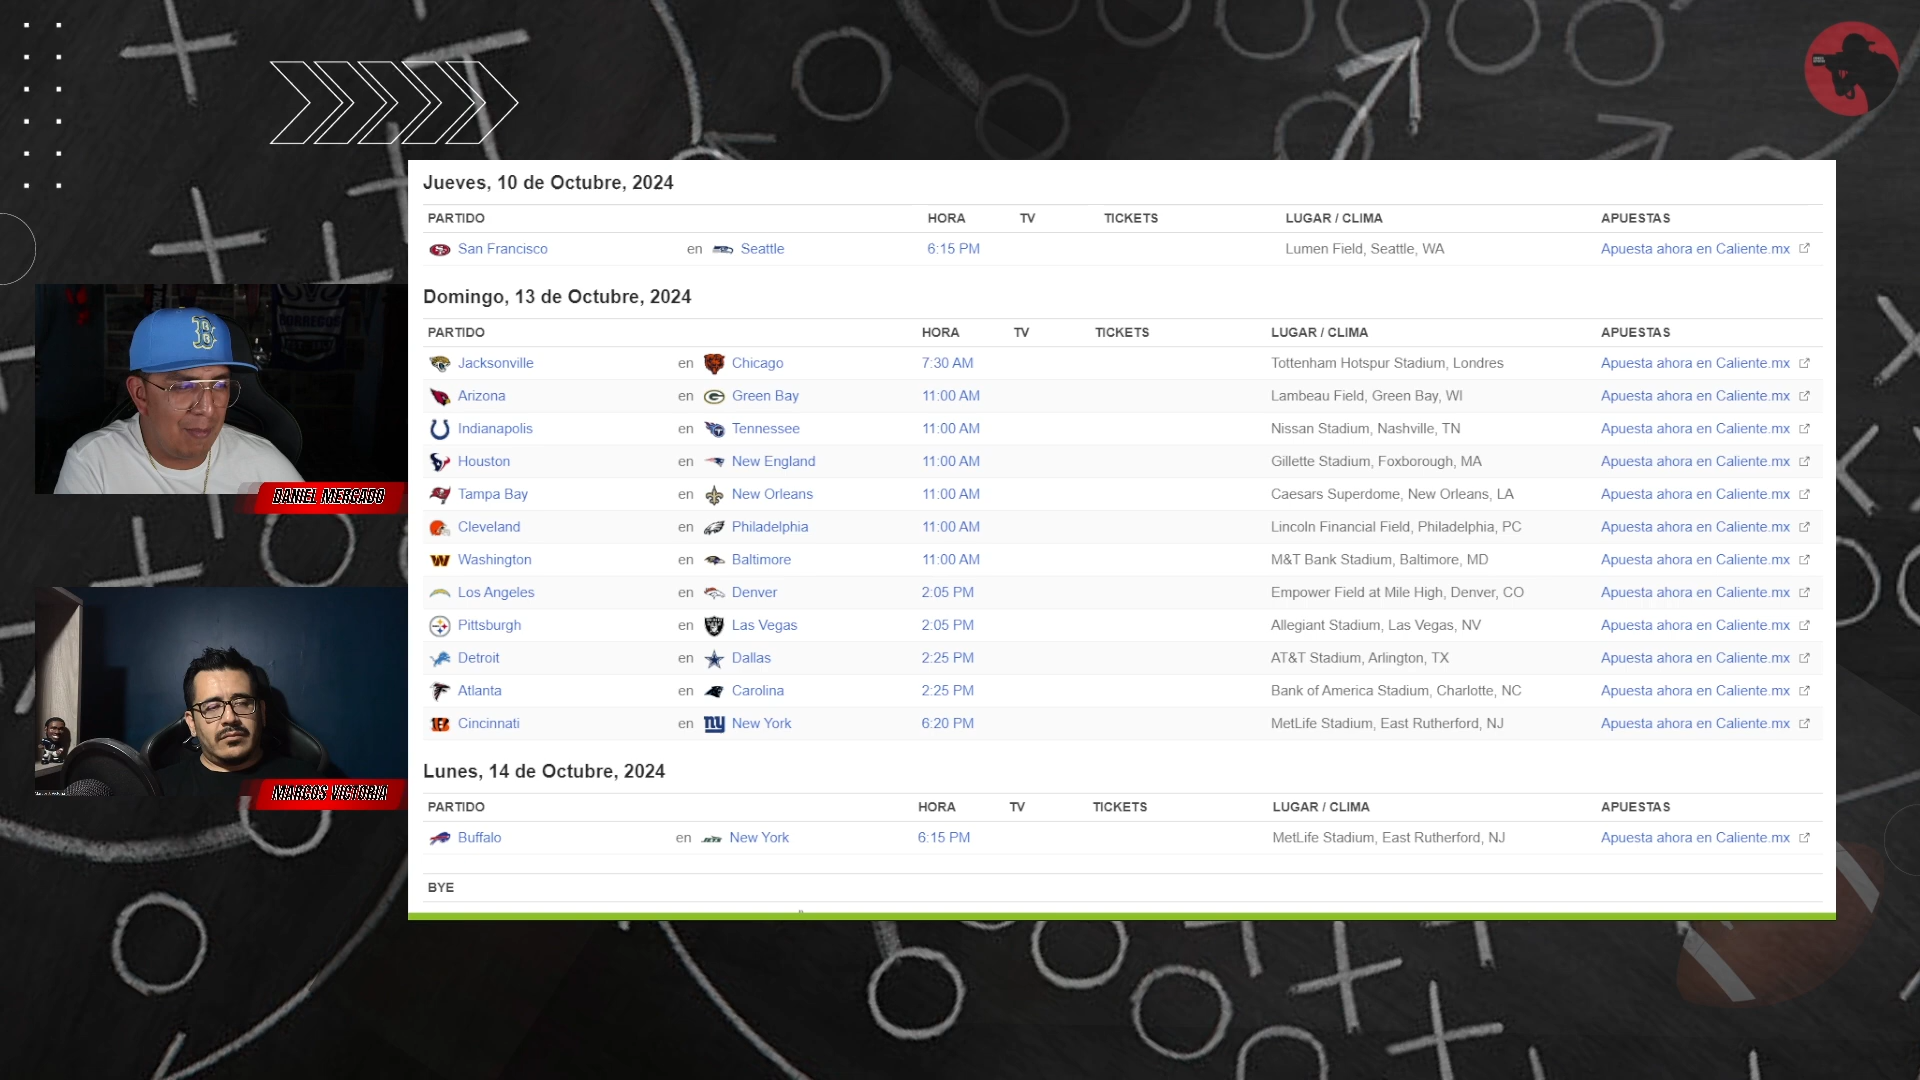 Jueves, 10 de Octubre, 2024
PARTIDO HORA TV TICKETS LUGAR / CLIMA APUESTAS
San Francisco en Seattle 6:15 PM Lumen Field, Seattle, WA Apuesta ahora en Caliente.mx
Domingo, 13 de Octubre, 2024
PARTIDO HORA TV TICKETS LUGAR / CLIMA APUESTAS
Jacksonville en Chicago 7:30 AM Tottenham Hotspur Stadium, Londres Apuesta ahora en Caliente.mx
Arizona en Green Bay 11:00 AM Lambeau Field, Green Bay, WI Apuesta ahora en Caliente.mx
Indianapolis en Tennessee 11:00 AM Nissan Stadium, Nashville, TN Apuesta ahora en Caliente.mx
Houston en New England 11:00 AM Gillette Stadium, Foxborough, MA Apuesta ahora en Caliente.mx
Tampa Bay en New Orleans 11:00 AM Caesars Superdome, New Orleans, LA Apuesta ahora en Caliente.mx
Cleveland en Philadelphia 11:00 AM Lincoln Financial Field, Philadelphia, PC Apuesta ahora en Caliente.mx
Washington en Baltimore 11:00 AM M&T Bank Stadium, Baltimore, MD Apuesta ahora en Caliente.mx
Los Angeles en Denver 2:05 PM Empower Field at Mile High, Denver, CO Apuesta ahora en Caliente.mx
Pittsburgh en Las Vegas 2:05 PM Allegiant Stadium, Las Vegas, NV Apuesta ahora en Caliente.mx
Detroit en Dallas 2:25 PM AT&T Stadium, Arlington, TX Apuesta ahora en Caliente.mx
Atlanta en Carolina 2:25 PM Bank of America Stadium, Charlotte, NC Apuesta ahora en Caliente.mx
Cincinnati en New York 6:20 PM MetLife Stadium, East Rutherford, NJ Apuesta ahora en Caliente.mx
Lunes, 14 de Octubre, 2024
PARTIDO HORA TV TICKETS LUGAR / CLIMA APUESTAS
Buffalo en New York 6:15 PM MetLife Stadium, East Rutherford, NJ Apuesta ahora en Caliente.mx
BYE
B
BORREGOS
DANIEL MERCADO
MARCOS VICTORIA